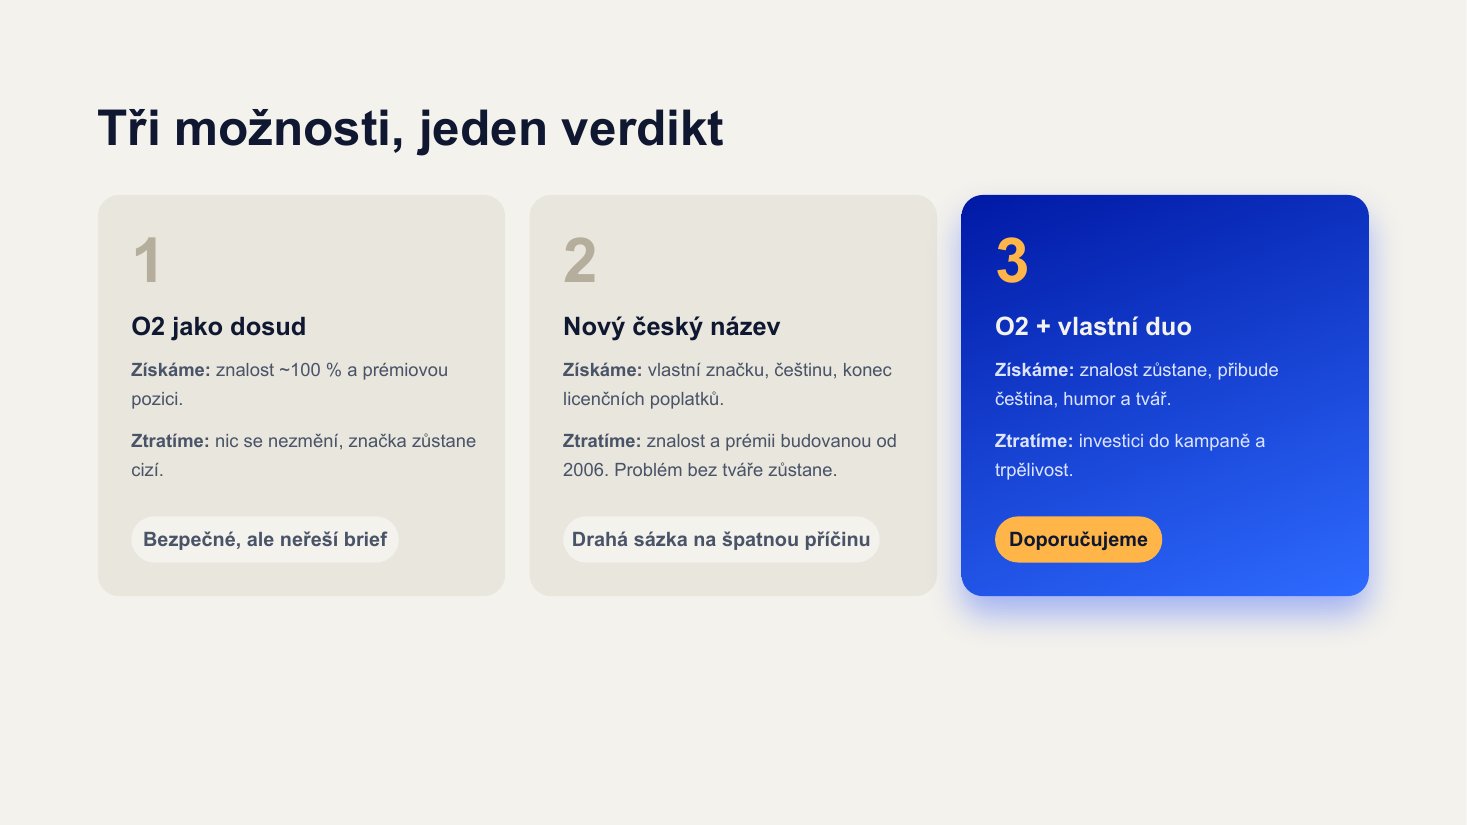 Tři možnosti, jeden verdikt
1
O2 jako dosud
Získáme: znalost ~100 % a prémiovou
pozici.
Ztratíme: nic se nezmění, značka zůstane
cizí.
Bezpečné, ale neřeší brief
2
Nový český název
Získáme: vlastní značku, češtinu, konec
licenčních poplatků.
Ztratíme: znalost a prémii budovanou od
2006. Problém bez tváře zůstane.
Drahá sázka na špatnou příčinu
3
O2 + vlastní duo
Získáme: znalost zůstane, přibude
čeština, humor a tvář.
Ztratíme: investici do kampaně a
trpělivost.
Doporučujeme